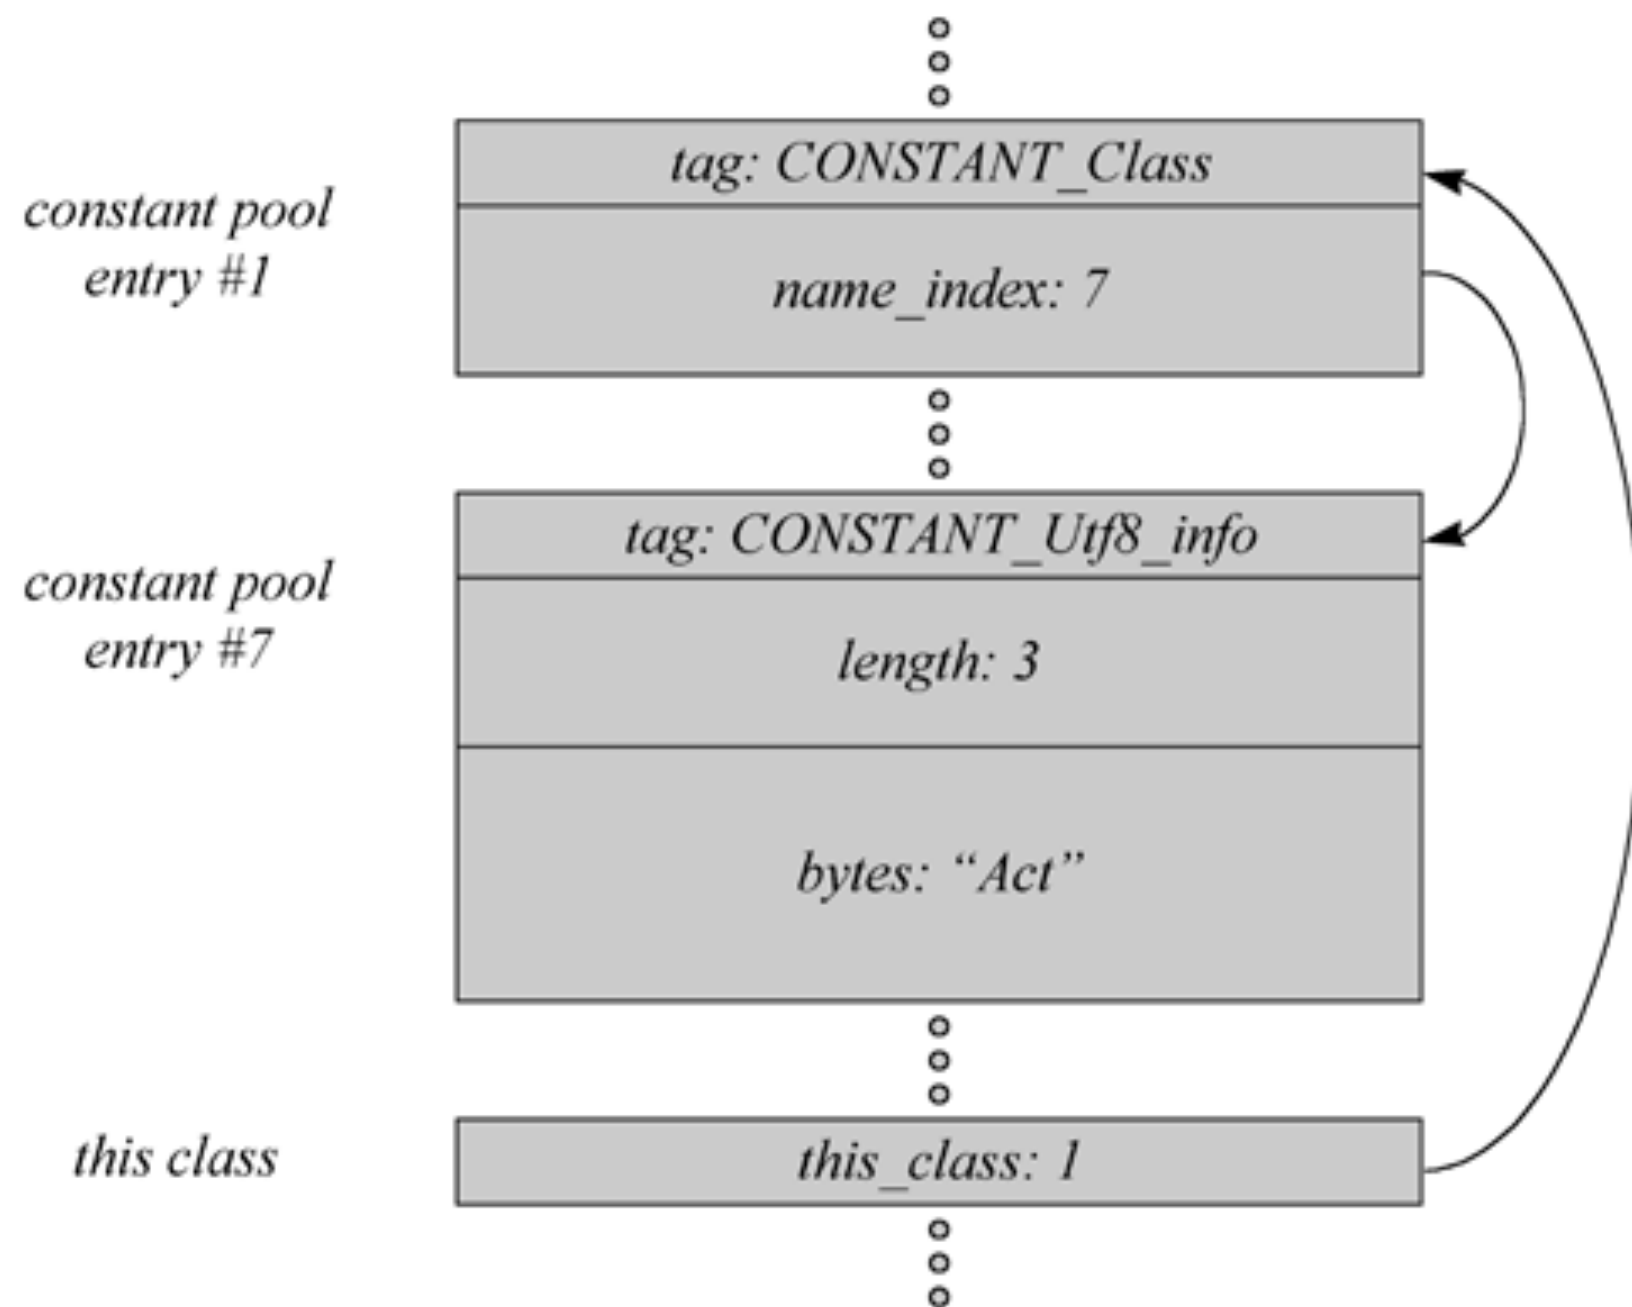 tag: CONSTANT_Class
constant pool
entry #1
name_index: 7
tag: CONSTANT_Utf8_info
constant pool
entry #7
length: 3
bytes: “Act”
this class
this_class: 1